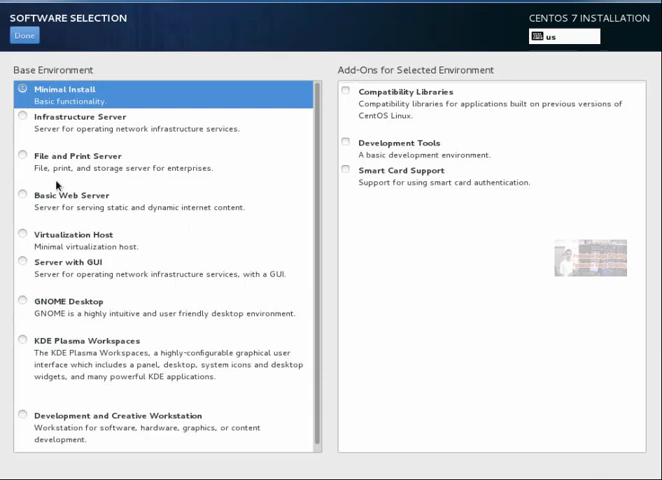 SOFTWARE SELECTION
Done
CENTOS 7 INSTALLATION
us
Base Environment
Minimal Install
Basic functionality.
Infrastructure Server
Server for operating network infrastructure services.
File and Print Server
File, print, and storage server for enterprises.
Basic Web Server
Server for serving static and dynamic internet content.
Virtualization Host
Minimal virtualization host.
Server with GUI
Server for operating network infrastructure services, with a GUI.
GNOME Desktop
GNOME is a highly intuitive and user friendly desktop environment.
KDE Plasma Workspaces
The KDE Plasma Workspaces, a highly-configurable graphical user
interface which includes a panel, desktop, system icons and desktop
widgets, and many powerful KDE applications.
Development and Creative Workstation
Workstation for software, hardware, graphics, or content
development.
Add-Ons for Selected Environment
Compatibility Libraries
Compatibility libraries for applications built on previous versions of
CentOS Linux.
Development Tools
A basic development environment.
Smart Card Support
Support for using smart card authentication.